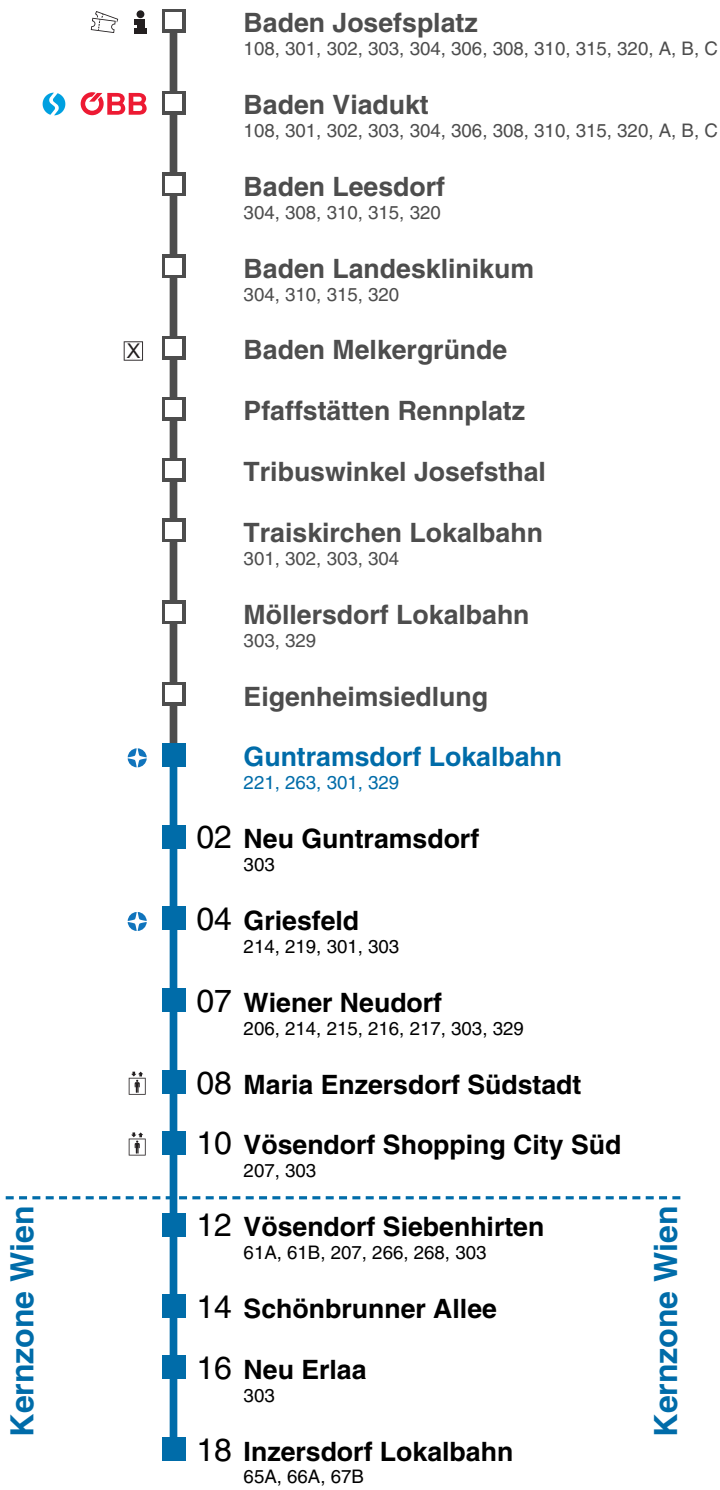 Baden Josefsplatz
108, 301, 302, 303, 304, 306, 308, 310, 315, 320, A, B, C
ÖBB
Baden Viadukt
108, 301, 302, 303, 304, 306, 308, 310, 315, 320, A, B, C
Baden Leesdorf
304, 308, 310, 315, 320
Baden Landesklinikum
304, 310, 315, 320
X
Baden Melkergründe
Pfaffstätten Rennplatz
Tribuswinkel Josefsthal
Traiskirchen Lokalbahn
301, 302, 303, 304
Möllersdorf Lokalbahn
303, 329
Eigenheimsiedlung
Guntramsdorf Lokalbahn
221, 263, 301, 329
02 Neu Guntramsdorf
303
04 Griesfeld
214, 219, 301, 303
07 Wiener Neudorf
206, 214, 215, 216, 217, 303, 329
08 Maria Enzersdorf Südstadt
10 Vösendorf Shopping City Süd
207, 303
Kernzone Wien
12 Vösendorf Siebenhirten
61A, 61B, 207, 266, 268, 303
14 Schönbrunner Allee
16 Neu Erlaa
303
18 Inzersdorf Lokalbahn
65A, 66A, 67B
Kernzone Wien